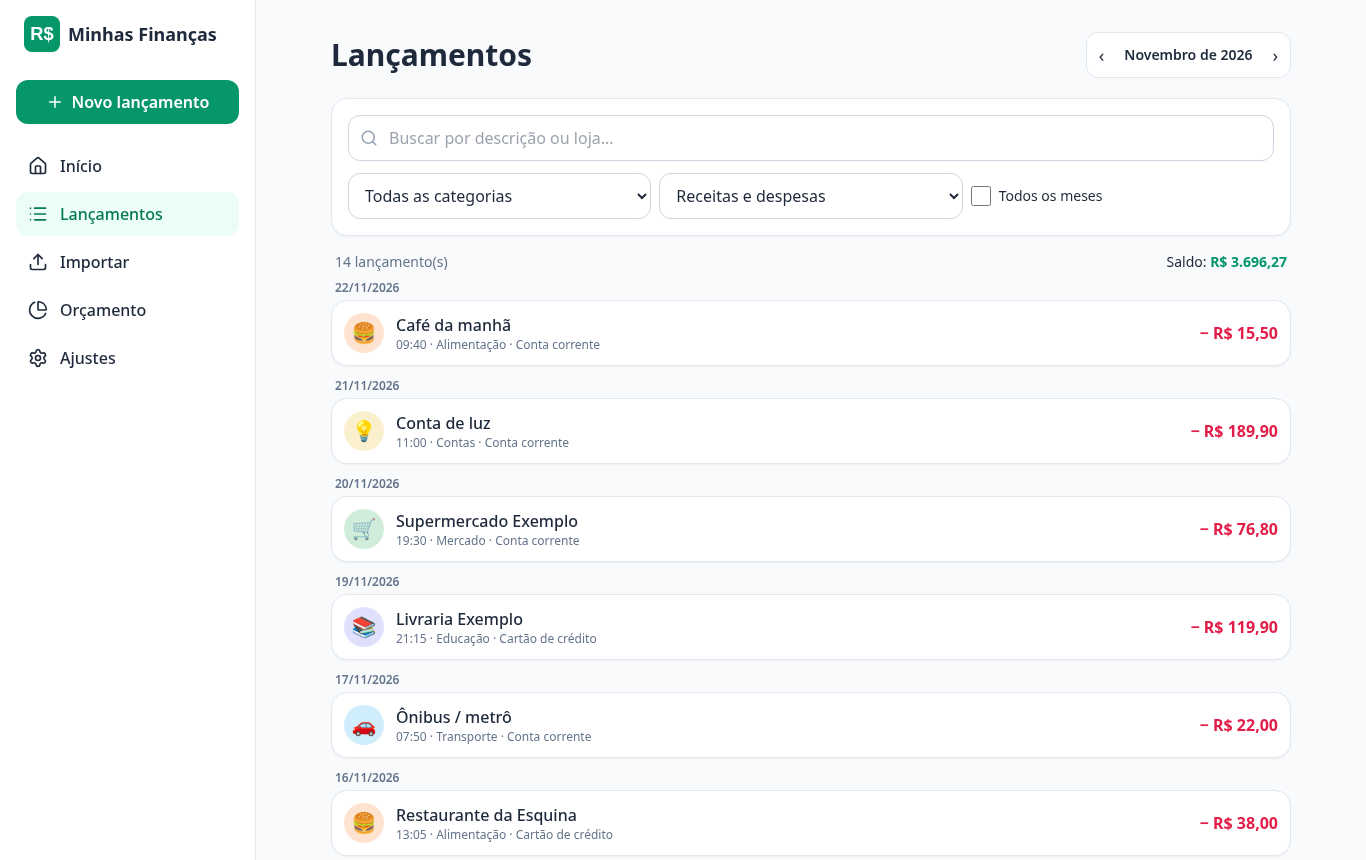 R$ Minhas Finanças
+ Novo lançamento
Início
Lançamentos
Importar
Orçamento
Ajustes
Lançamentos
‹ Novembro de 2026 ›
Buscar por descrição ou loja...
Todas as categorias
Receitas e despesas
Todos os meses
14 lançamento(s)
Saldo: R$ 3.696,27
22/11/2026
Café da manhã
09:40 · Alimentação · Conta corrente
− R$ 15,50
21/11/2026
Conta de luz
11:00 · Contas · Conta corrente
− R$ 189,90
20/11/2026
Supermercado Exemplo
19:30 · Mercado · Conta corrente
− R$ 76,80
19/11/2026
Livraria Exemplo
21:15 · Educação · Cartão de crédito
− R$ 119,90
17/11/2026
Ônibus / metrô
07:50 · Transporte · Conta corrente
− R$ 22,00
16/11/2026
Restaurante da Esquina
13:05 · Alimentação · Cartão de crédito
− R$ 38,00